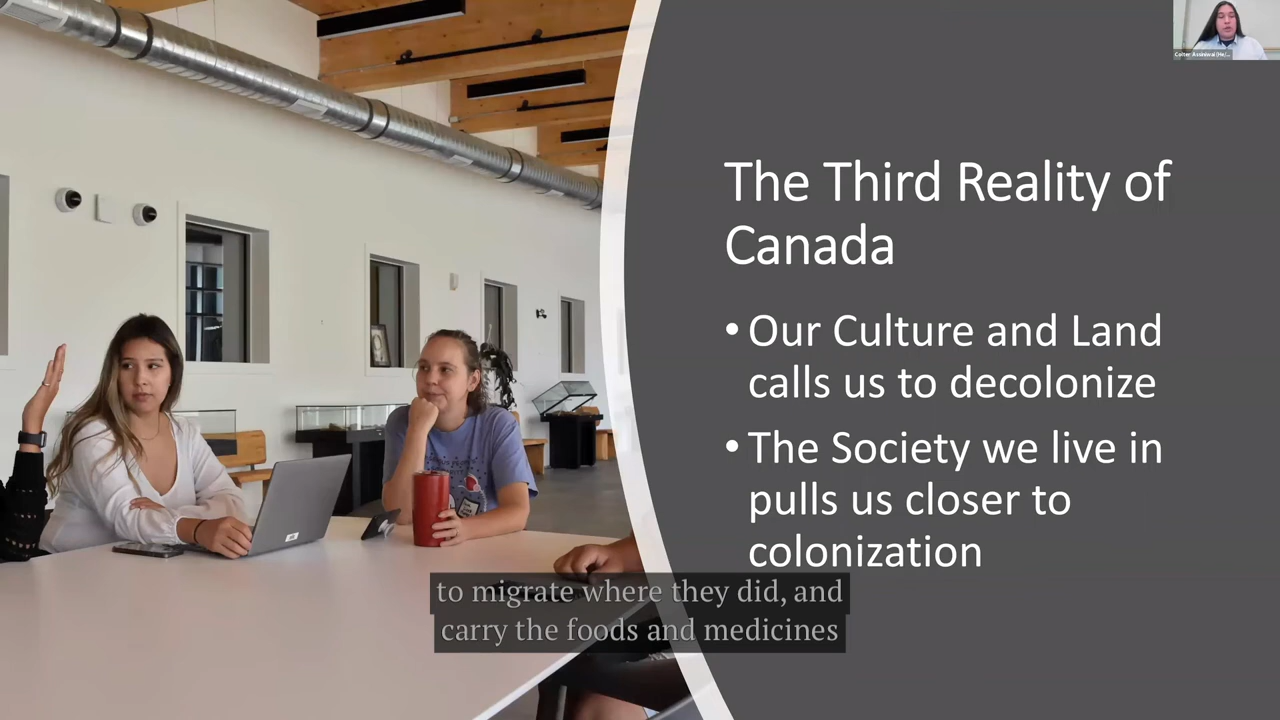 The Third Reality of
Canada
• Our Culture and Land
calls us to decolonize
• The Society we live in
pulls us closer to
colonization
to migrate where they did, and
carry the foods and medicines